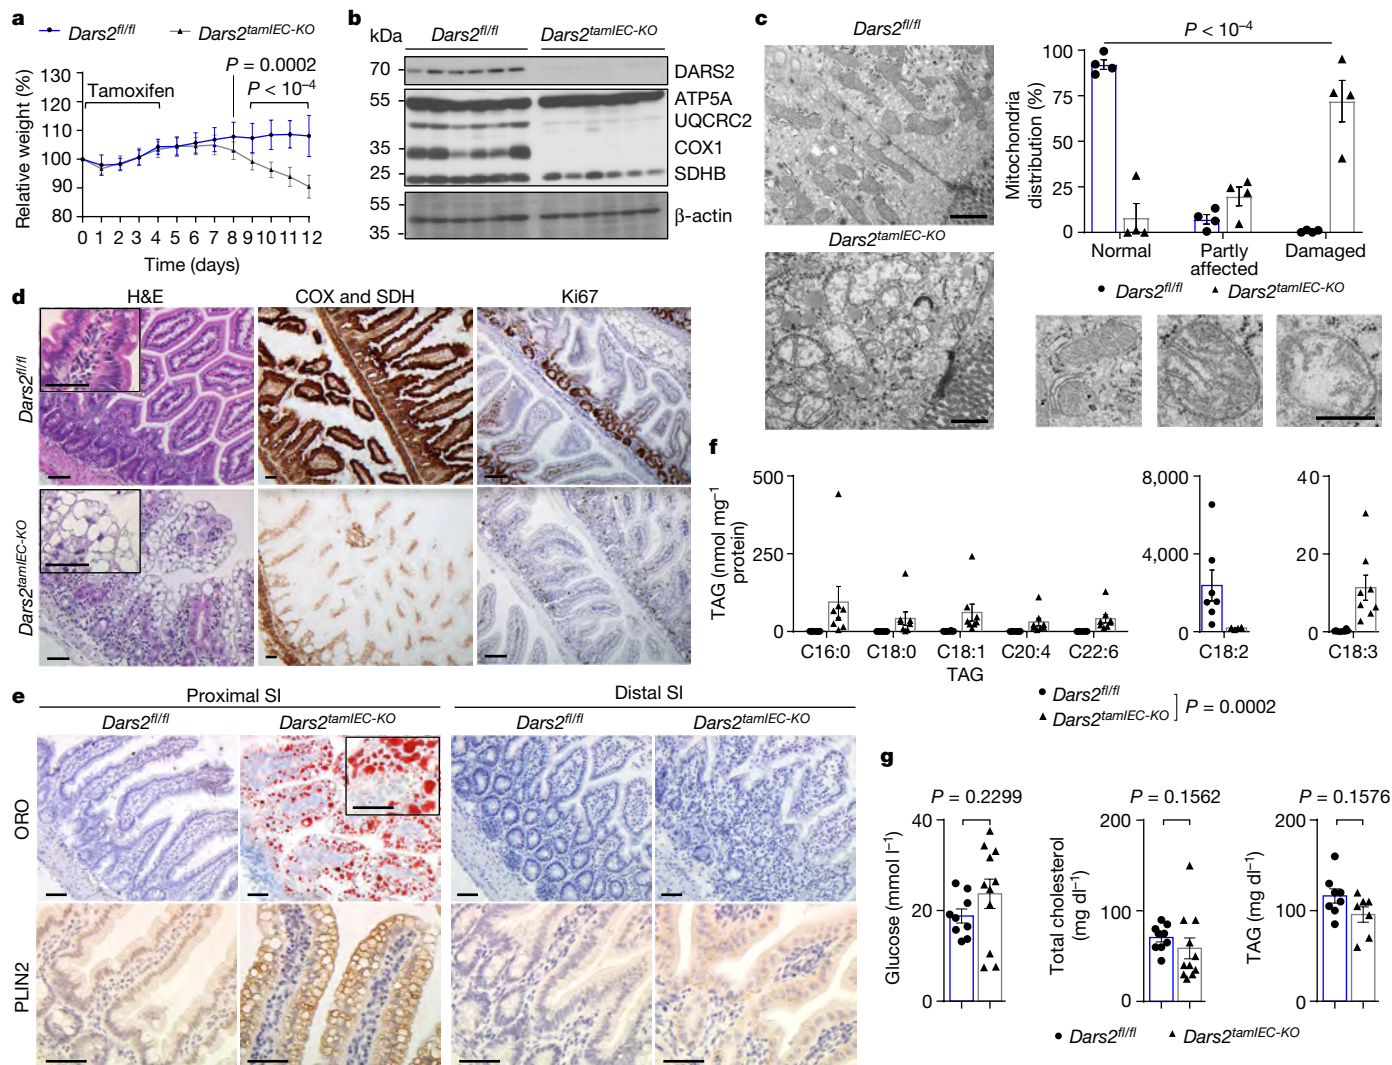 a
Dars2fl/fl
Dars2tamIEC-KO
P = 0.0002
P < 10−4
Tamoxifen
Relative weight (%)
130
120
110
100
90
80
0 1 2 3 4 5 6 7 8 9 10 11 12
Time (days)
b
kDa
Dars2fl/fl
Dars2tamIEC-KO
70
55
35
25
55
35
DARS2
ATP5A
UQCRC2
COX1
SDHB
β-actin
c
Dars2fl/fl
Dars2tamIEC-KO
P < 10−4
Mitochondria
distribution (%)
100
75
50
25
0
Normal
Partly
affected
Damaged
Dars2fl/fl
Dars2tamIEC-KO
d
H&E
COX and SDH
Ki67
Dars2fl/fl
Dars2tamIEC-KO
e
Proximal SI
Distal SI
Dars2fl/fl
Dars2tamIEC-KO
Dars2fl/fl
Dars2tamIEC-KO
ORO
PLIN2
f
TAG (nmol mg−1
protein)
500
250
0
C16:0
C18:0
C18:1
C20:4
C22:6
TAG
8,000
4,000
0
C18:2
40
20
0
C18:3
Dars2fl/fl
Dars2tamIEC-KO
P = 0.0002
g
P = 0.2299
Glucose (mmol l−1)
40
20
0
P = 0.1562
Total cholesterol
(mg dl−1)
200
100
0
P = 0.1576
TAG (mg dl−1)
200
100
0
Dars2fl/fl
Dars2tamIEC-KO